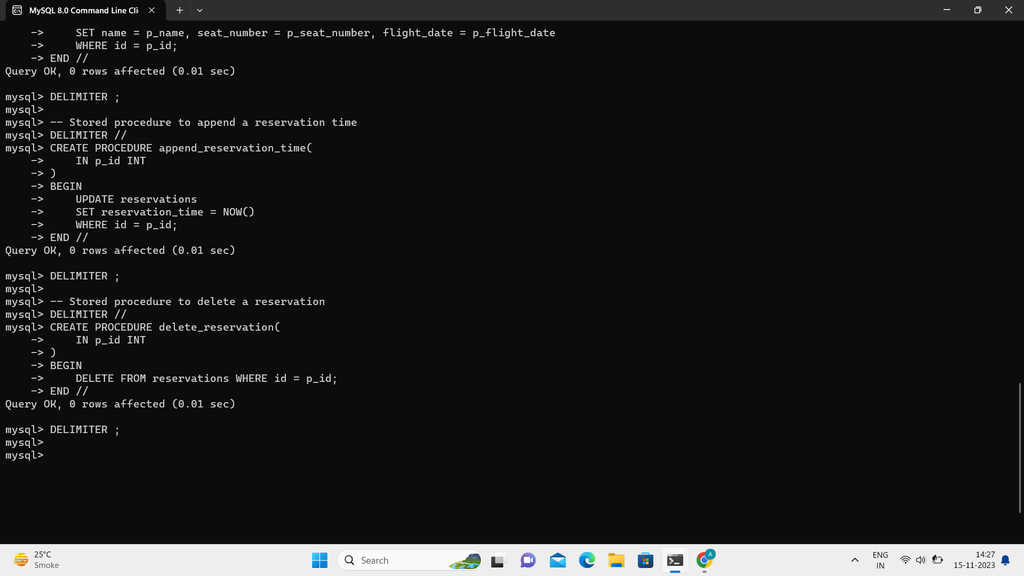 MySQL 8.0 Command Line Cli
-> SET name = p_name, seat_number = p_seat_number, flight_date = p_flight_date
-> WHERE id = p_id;
-> END //
Query OK, 0 rows affected (0.01 sec)
mysql> DELIMITER ;
mysql>
mysql> -- Stored procedure to append a reservation time
mysql> DELIMITER //
mysql> CREATE PROCEDURE append_reservation_time(
-> IN p_id INT
-> )
-> BEGIN
-> UPDATE reservations
-> SET reservation_time = NOW()
-> WHERE id = p_id;
-> END //
Query OK, 0 rows affected (0.01 sec)
mysql> DELIMITER ;
mysql>
mysql> -- Stored procedure to delete a reservation
mysql> DELIMITER //
mysql> CREATE PROCEDURE delete_reservation(
-> IN p_id INT
-> )
-> BEGIN
-> DELETE FROM reservations WHERE id = p_id;
-> END //
Query OK, 0 rows affected (0.01 sec)
mysql> DELIMITER ;
mysql>
mysql>
25°C
Smoke
Search
A
ENG
IN
14:27
15-11-2023